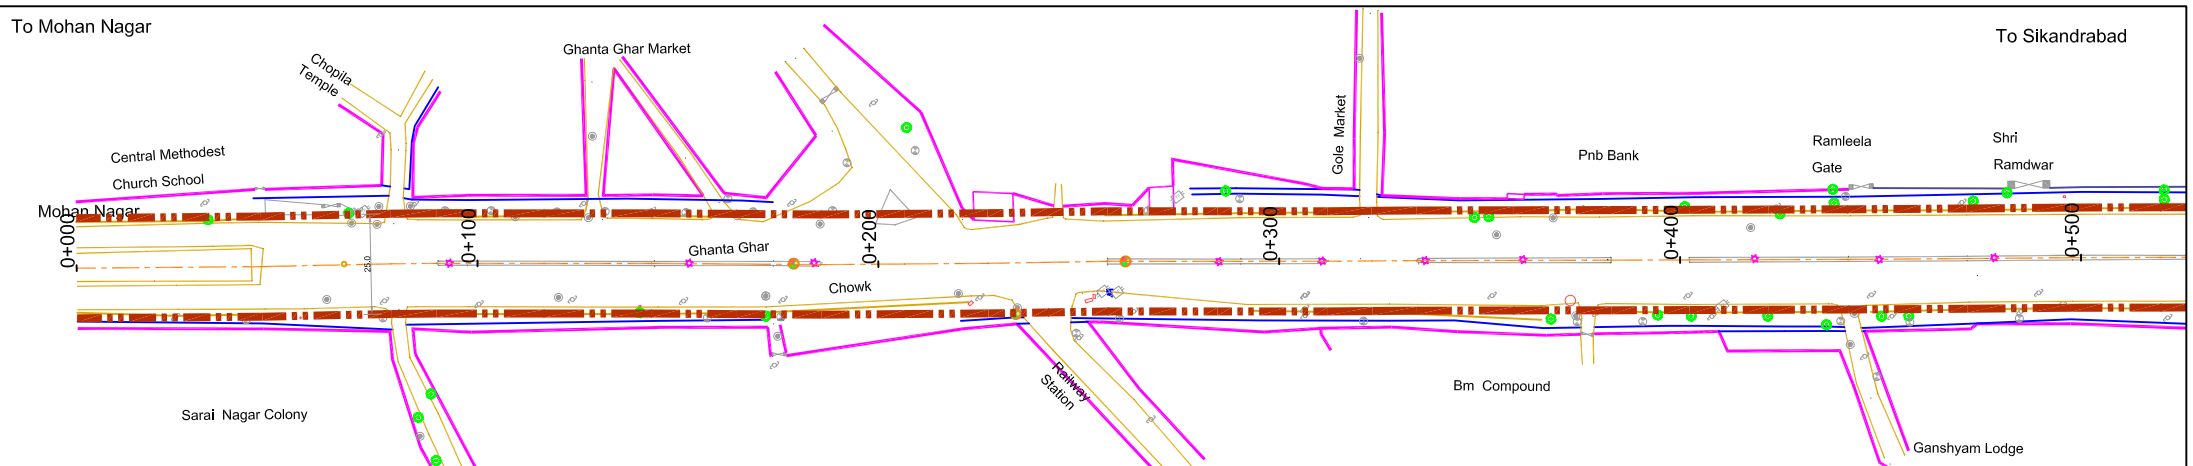 To Mohan Nagar
To Sikandrabad
Chopila
Temple
Ghanta Ghar Market
Central Methodest
Church School
Mohan Nagar
Gole Market
Pnb Bank
Ramleela
Gate
Shri
Ramdwar
0+000
0+100
0+200
0+300
0+400
0+500
25.0
Ghanta Ghar
Chowk
Sarai Nagar Colony
Railway
Station
Bm Compound
Ganshyam Lodge